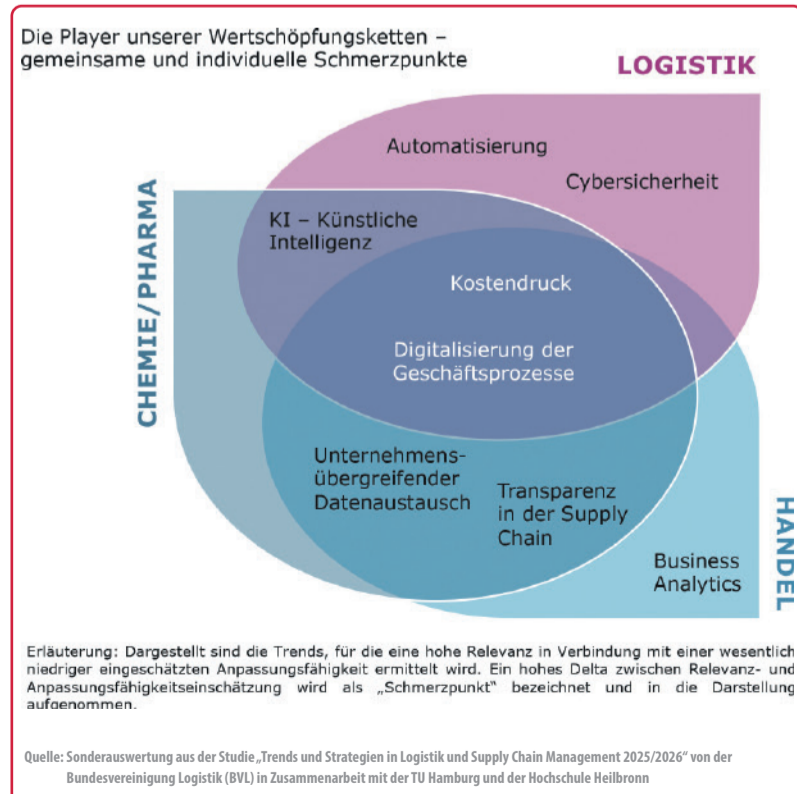 Die Player unserer Wertschöpfungsketten –
gemeinsame und individuelle Schmerzpunkte
LOGISTIK
Automatisierung
Cybersicherheit
CHEMIE/PHARMA
KI – Künstliche
Intelligenz
Kostendruck
Digitalisierung der
Geschäftsprozesse
Unternehmens-
übergreifender
Datenaustausch
Transparenz
in der Supply
Chain
HANDEL
Business
Analytics
Erläuterung: Dargestellt sind die Trends, für die eine hohe Relevanz in Verbindung mit einer wesentlich
niedriger eingeschätzten Anpassungsfähigkeit ermittelt wird. Ein hohes Delta zwischen Relevanz- und
Anpassungsfähigkeitseinschätzung wird als „Schmerzpunkt" bezeichnet und in die Darstellung
aufgenommen.
Quelle: Sonderauswertung aus der Studie „Trends und Strategien in Logistik und Supply Chain Management 2025/2026" von der
Bundesvereinigung Logistik (BVL) in Zusammenarbeit mit der TU Hamburg und der Hochschule Heilbronn